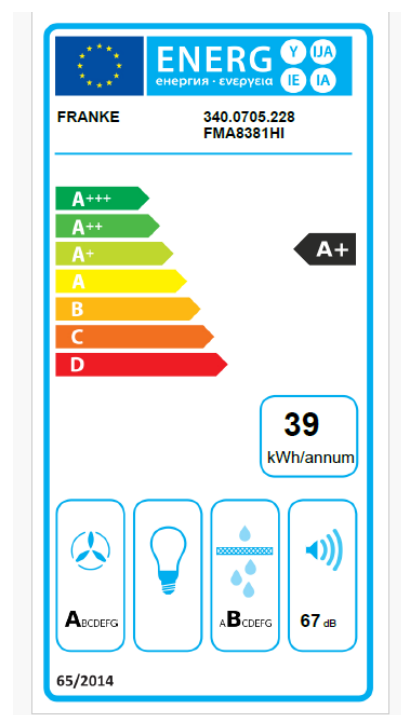 ENERG Y IJA
енергия · ενεργεια IE IA
FRANKE 340.0705.228
FMA8381HI
A+++
A++
A+ A+
A
B
C
D
39
kWh/annum
ABCDEFG ABCDEFG 67 dB
65/2014